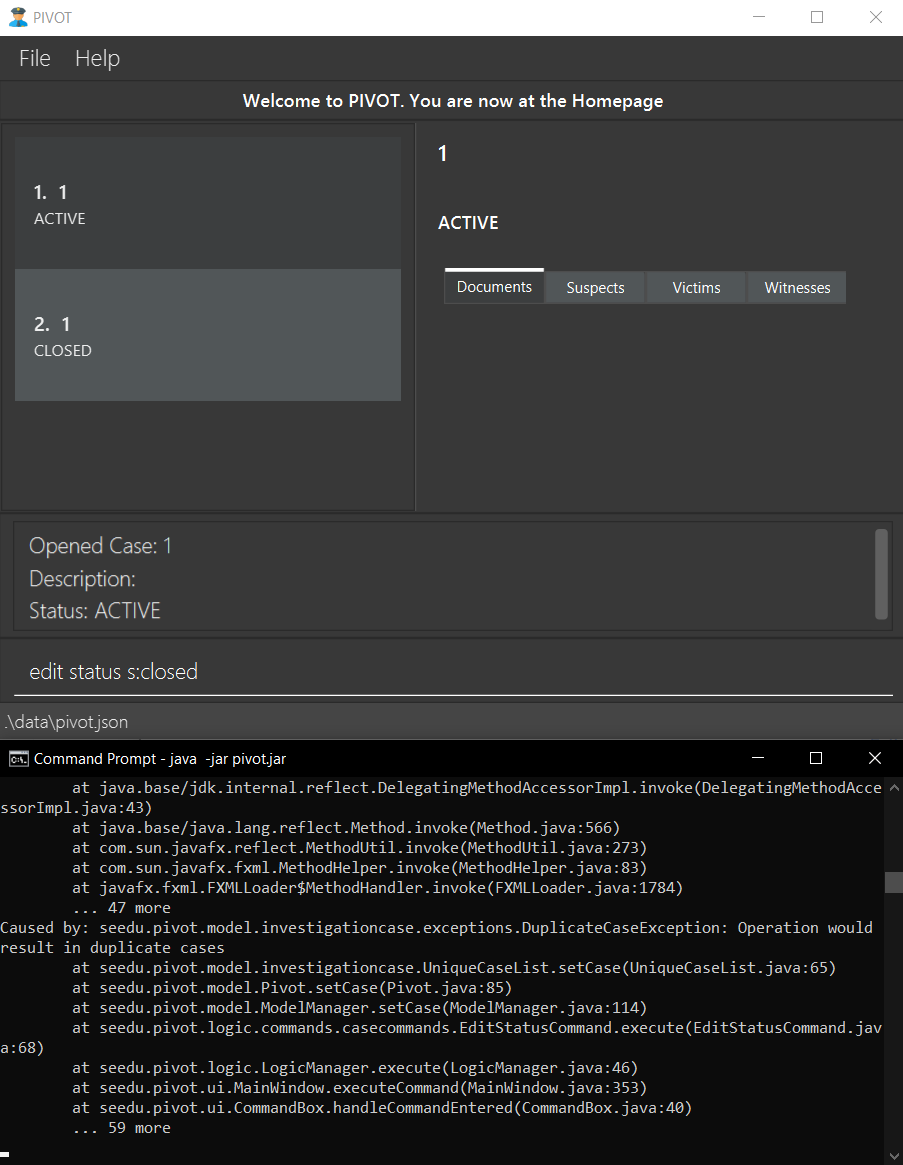 PIVOT
File Help
Welcome to PIVOT. You are now at the Homepage
1. 1
ACTIVE
2. 1
CLOSED
1
ACTIVE
Documents Suspects Victims Witnesses
Opened Case: 1
Description:
Status: ACTIVE
edit status s:closed
.\data\pivot.json
Command Prompt - java -jar pivot.jar
at java.base/jdk.internal.reflect.DelegatingMethodAccessorImpl.invoke(DelegatingMethodAcce
ssorImpl.java:43)
at java.base/java.lang.reflect.Method.invoke(Method.java:566)
at com.sun.javafx.reflect.MethodUtil.invoke(MethodUtil.java:273)
at com.sun.javafx.fxml.MethodHelper.invoke(MethodHelper.java:83)
at javafx.fxml.FXMLLoader$MethodHandler.invoke(FXMLLoader.java:1784)
... 47 more
Caused by: seedu.pivot.model.investigationcase.exceptions.DuplicateCaseException: Operation would
result in duplicate cases
at seedu.pivot.model.investigationcase.UniqueCaseList.setCase(UniqueCaseList.java:65)
at seedu.pivot.model.Pivot.setCase(Pivot.java:85)
at seedu.pivot.model.ModelManager.setCase(ModelManager.java:114)
at seedu.pivot.logic.commands.casecommands.EditStatusCommand.execute(EditStatusCommand.jav
a:68)
at seedu.pivot.logic.LogicManager.execute(LogicManager.java:46)
at seedu.pivot.ui.MainWindow.executeCommand(MainWindow.java:353)
at seedu.pivot.ui.CommandBox.handleCommandEntered(CommandBox.java:40)
... 59 more